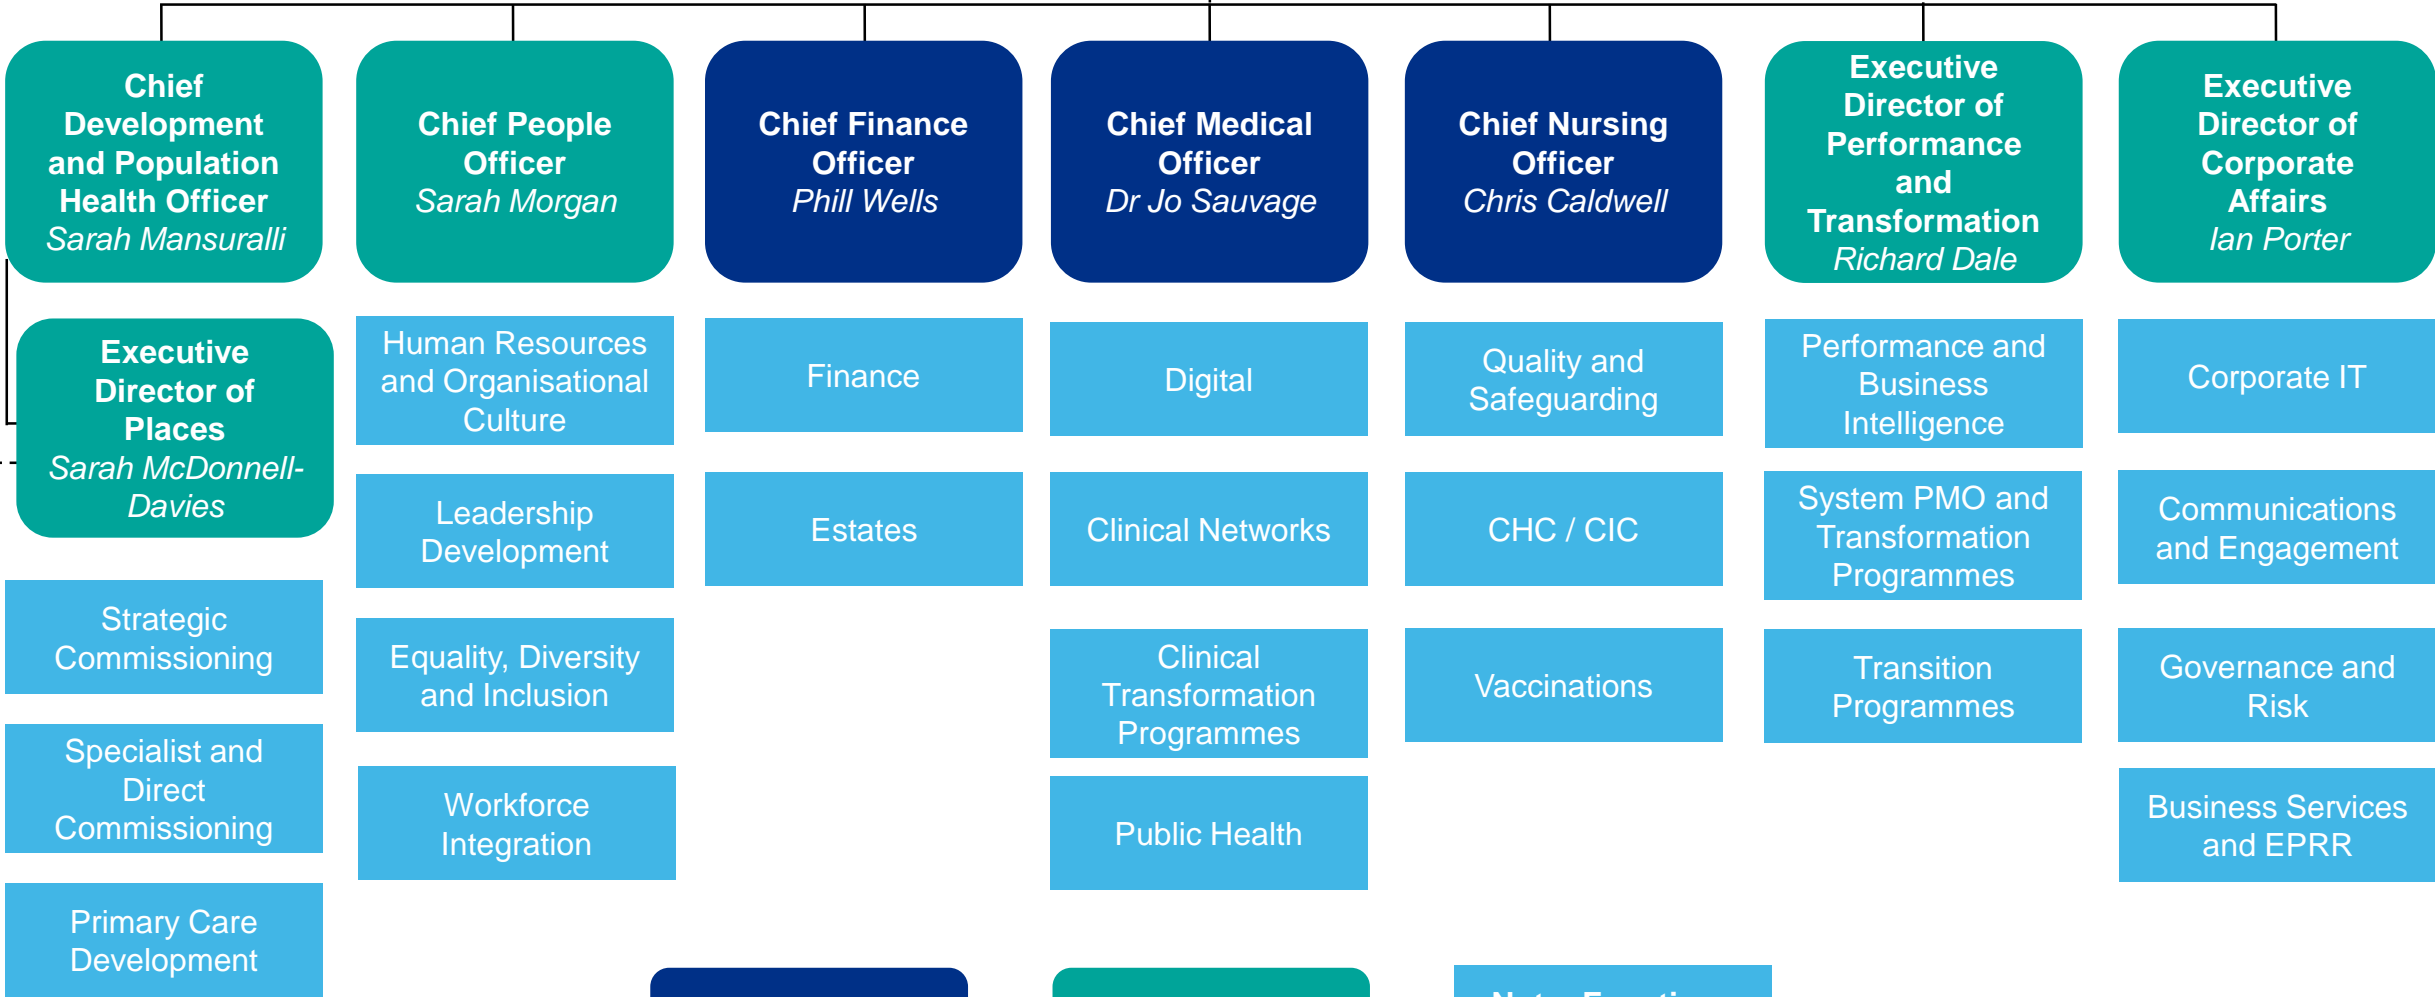 Chief
Development
and Population
Health Officer
Sarah Mansuralli
Chief People
Officer
Sarah Morgan
Chief Finance
Officer
Phill Wells
Chief Medical
Officer
Dr Jo Sauvage
Chief Nursing
Officer
Chris Caldwell
Executive
Director of
Performance
and
Transformation
Richard Dale
Executive
Director of
Corporate
Affairs
Ian Porter
Executive
Director of
Places
Sarah McDonnell-
Davies
Strategic
Commissioning
Specialist and
Direct
Commissioning
Primary Care
Development
Human Resources
and Organisational
Culture
Leadership
Development
Equality, Diversity
and Inclusion
Workforce
Integration
Finance
Estates
Digital
Clinical Networks
Clinical
Transformation
Programmes
Public Health
Quality and
Safeguarding
CHC / CIC
Vaccinations
Performance and
Business
Intelligence
System PMO and
Transformation
Programmes
Transition
Programmes
Corporate IT
Communications
and Engagement
Governance and
Risk
Business Services
and EPRR